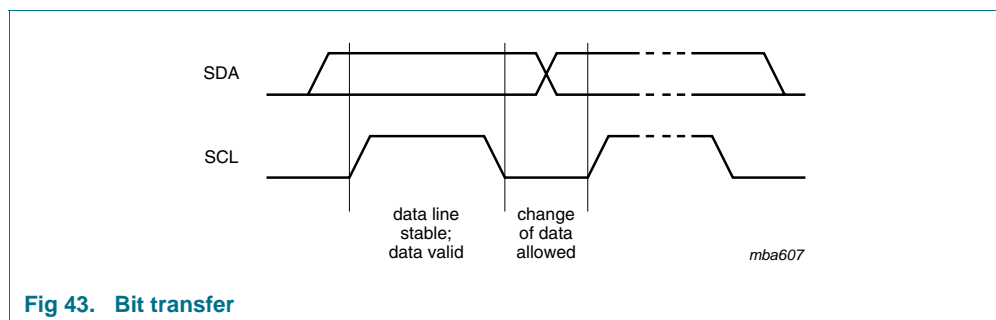 SDA
SCL
data line
stable;
data valid
change
of data
allowed
mba607
Fig 43. Bit transfer